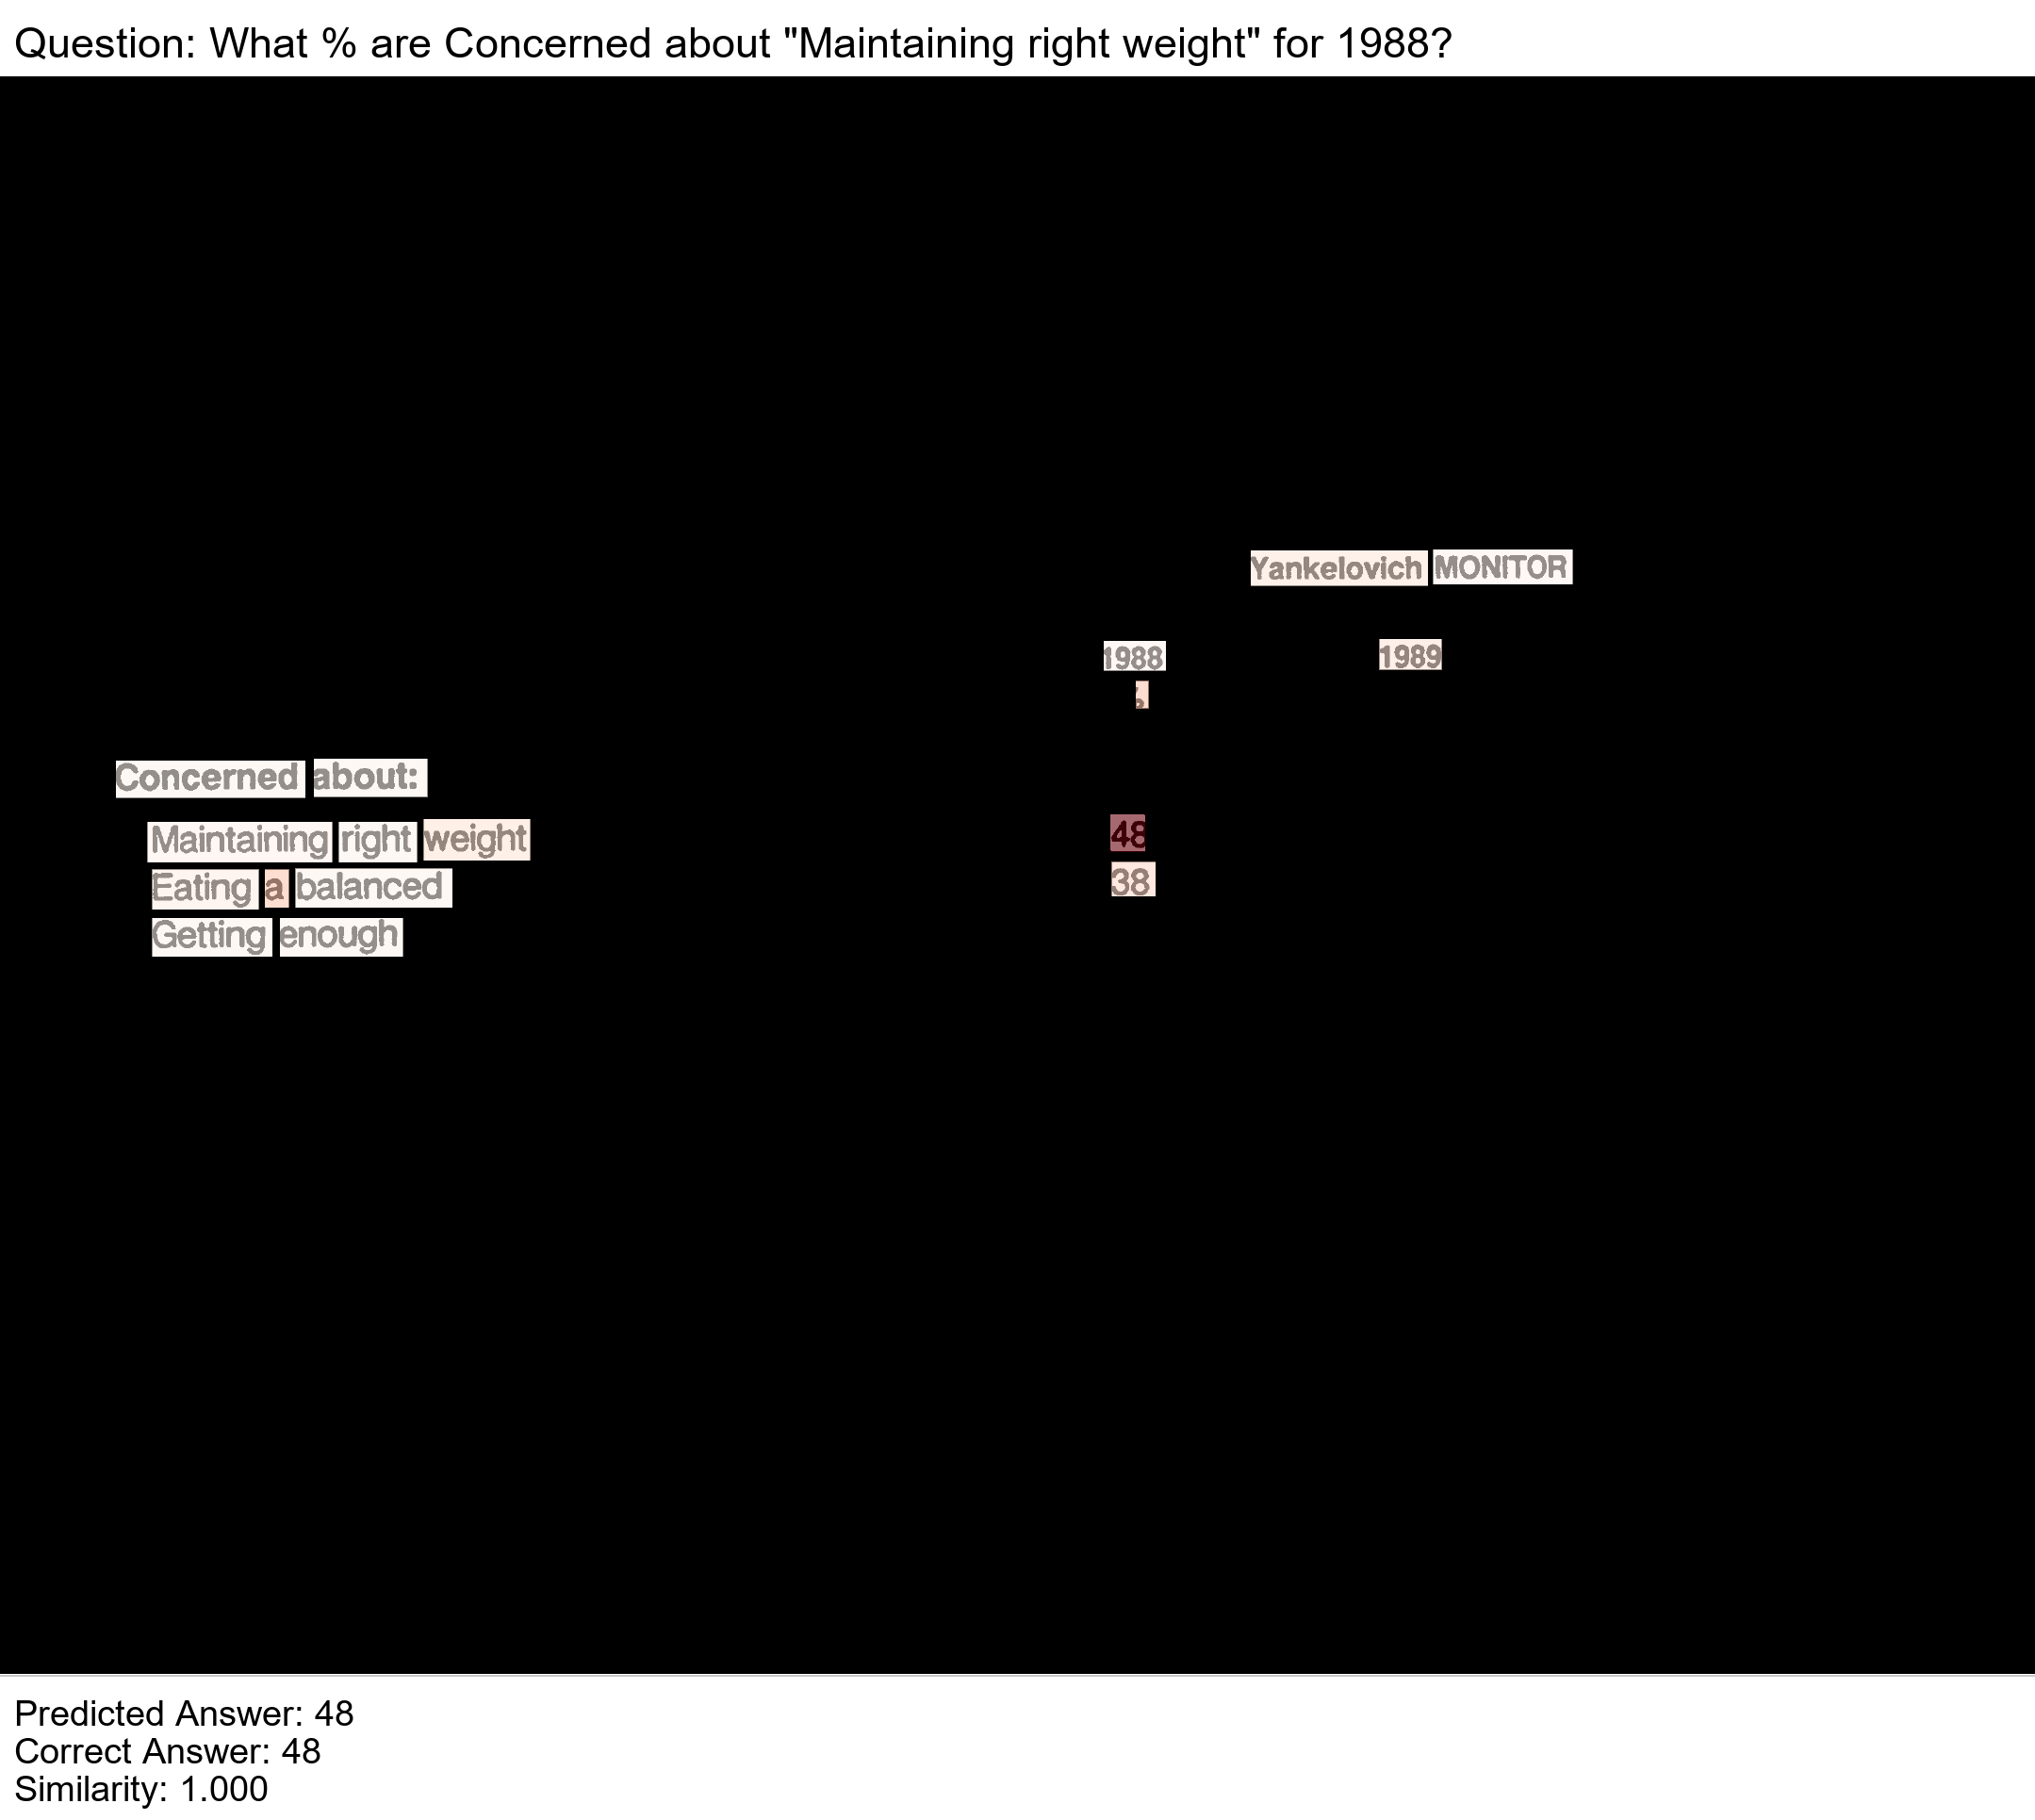 Question: What % are Concerned about "Maintaining right weight" for 1988?
Yankelovich MONITOR
1988 1989
Concerned about:
Maintaining right weight 48
Eating a balanced 38
Getting enough
Predicted Answer: 48
Correct Answer: 48
Similarity: 1.000